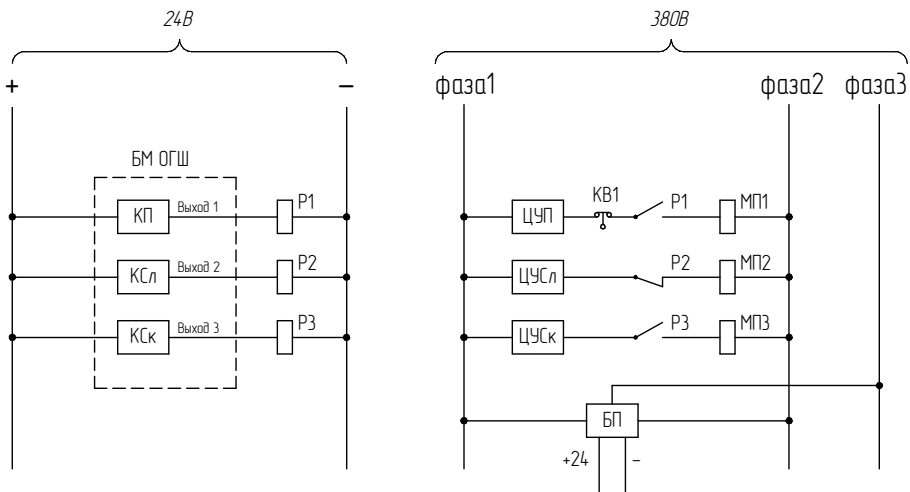 24В
380В
+
–
фаза1
фаза2
фаза3
БМ ОГШ
КП
Выход 1
Р1
ЦУП
КВ1
Р1
МП1
КСл
Выход 2
Р2
ЦУСл
Р2
МП2
КСк
Выход 3
Р3
ЦУСк
Р3
МП3
БП
+24
–